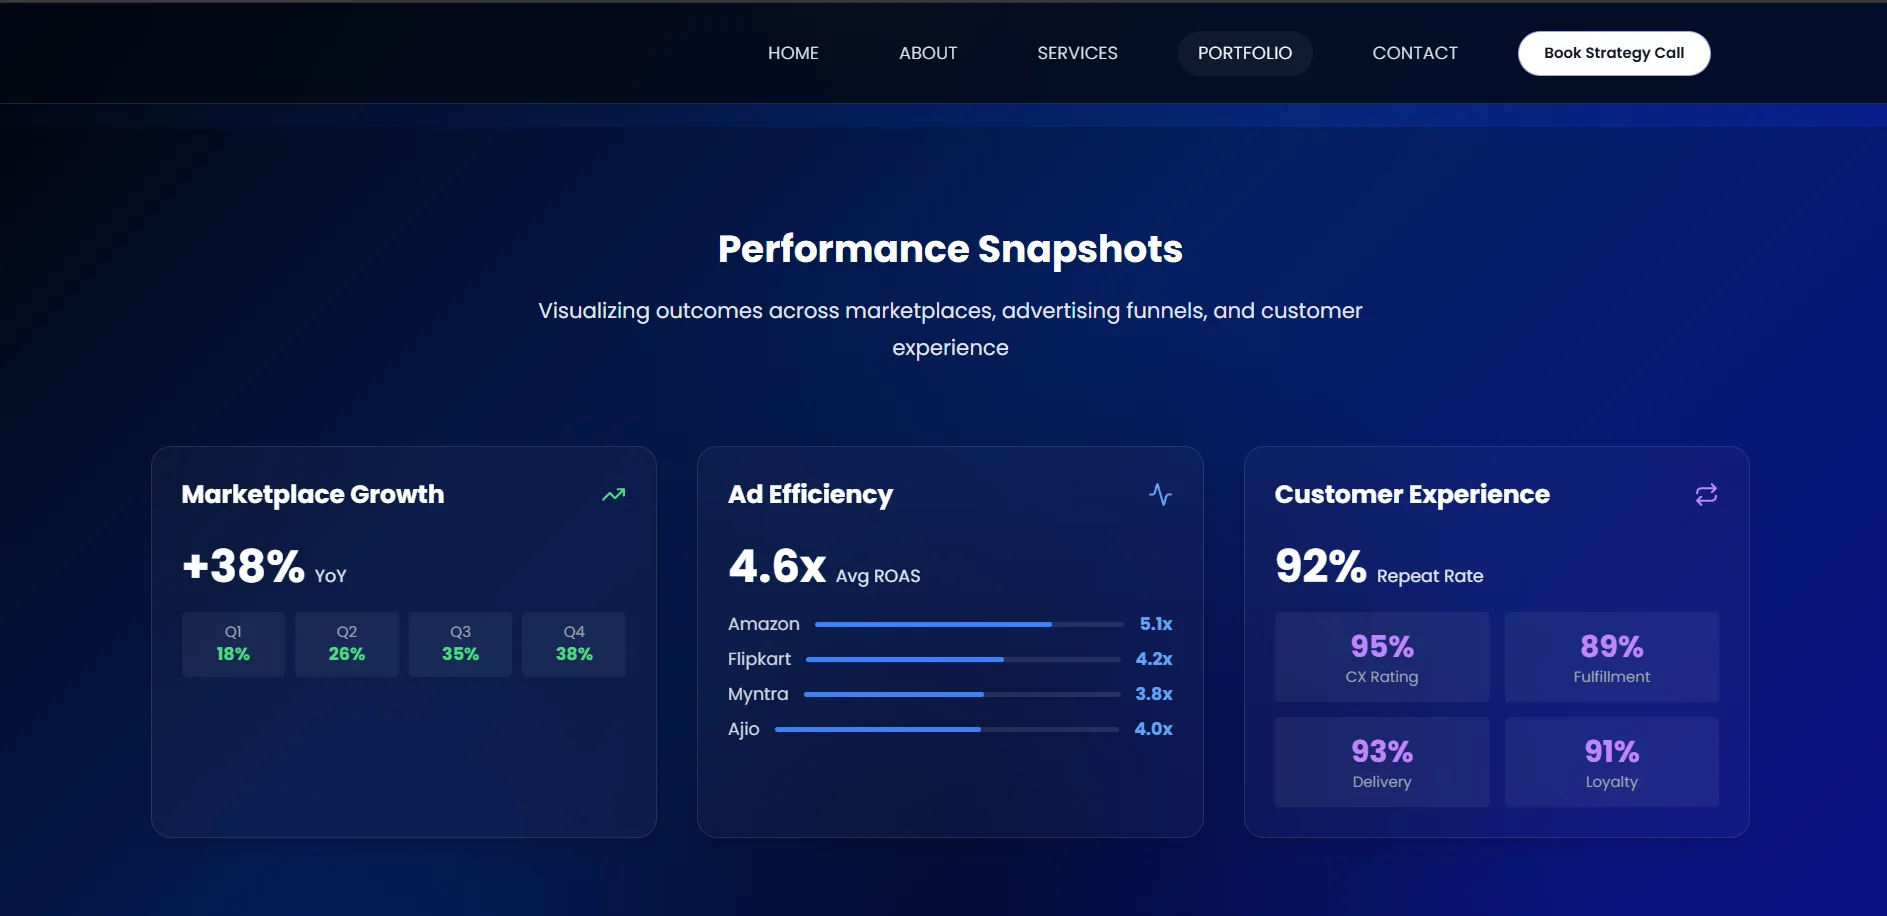 HOME
ABOUT
SERVICES
PORTFOLIO
CONTACT
Book Strategy Call
Performance Snapshots
Visualizing outcomes across marketplaces, advertising funnels, and customer
experience
Marketplace Growth
+38% YoY
Q1
18%
Q2
26%
Q3
35%
Q4
38%
Ad Efficiency
4.6x Avg ROAS
Amazon 5.1x
Flipkart 4.2x
Myntra 3.8x
Ajio 4.0x
Customer Experience
92% Repeat Rate
95%
CX Rating
89%
Fulfillment
93%
Delivery
91%
Loyalty